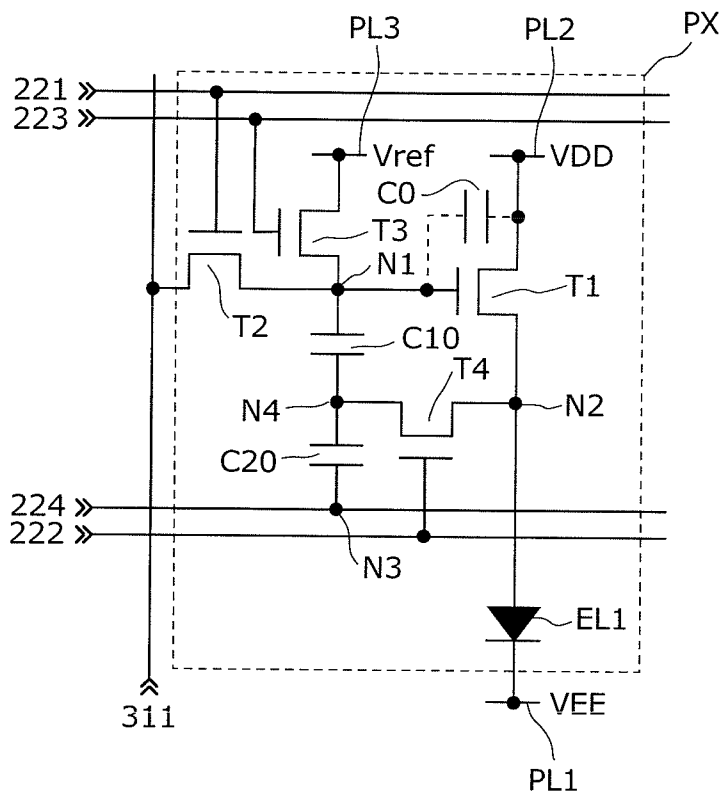 PL3
PL2
PX
221
223
Vref
VDD
C0
T3
N1
T1
T2
C10
T4
N4
N2
C20
224
222
N3
EL1
311
VEE
PL1